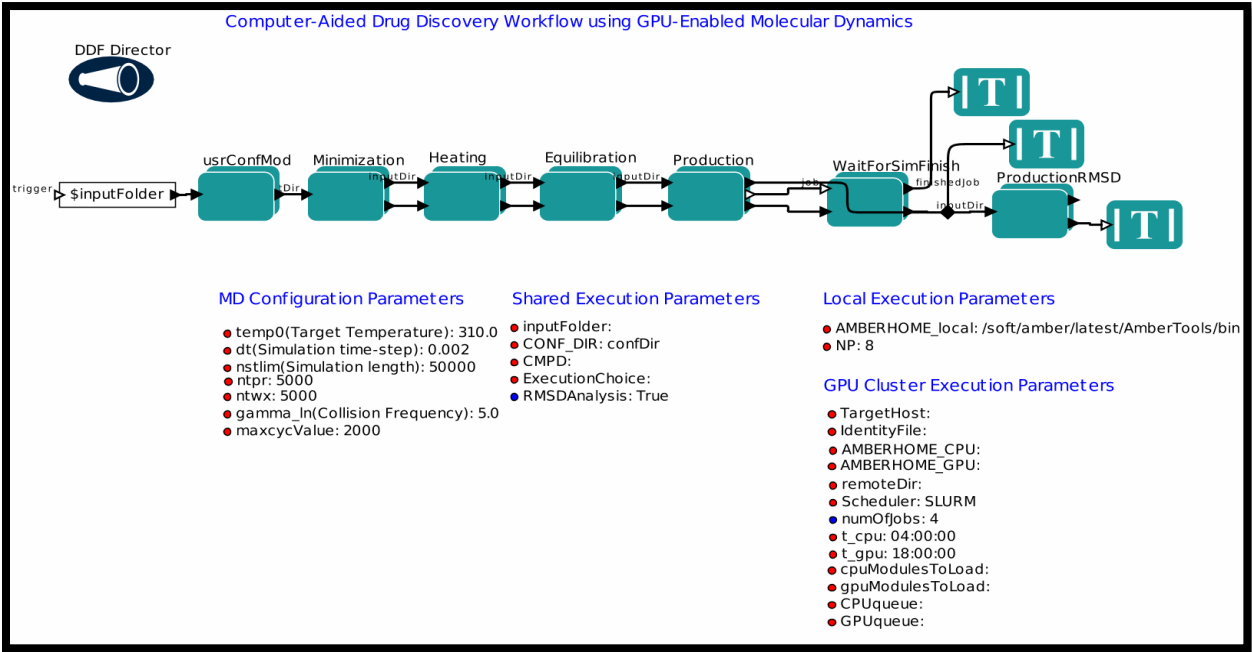 Computer-Aided Drug Discovery Workflow using GPU-Enabled Molecular Dynamics
DDF Director
trigger
$inputFolder
usrConfMod
tDir
Minimization
inputDir
Heating
inputDir
Equilibration
inputDir
Production
job
WaitForSimFinish
finishedJob
inputDir
ProductionRMSD
T
T
T
MD Configuration Parameters
temp0(Target Temperature): 310.0
dt(Simulation time-step): 0.002
nstlim(Simulation length): 50000
ntpr: 5000
ntwx: 5000
gamma_ln(Collision Frequency): 5.0
maxcycValue: 2000
Shared Execution Parameters
inputFolder:
CONF_DIR: confDir
CMPD:
ExecutionChoice:
RMSDAnalysis: True
Local Execution Parameters
AMBERHOME_local: /soft/amber/latest/AmberTools/bin
NP: 8
GPU Cluster Execution Parameters
TargetHost:
IdentityFile:
AMBERHOME_CPU:
AMBERHOME_GPU:
remoteDir:
Scheduler: SLURM
numOfJobs: 4
t_cpu: 04:00:00
t_gpu: 18:00:00
cpuModulesToLoad:
gpuModulesToLoad:
CPUqueue:
GPUqueue: